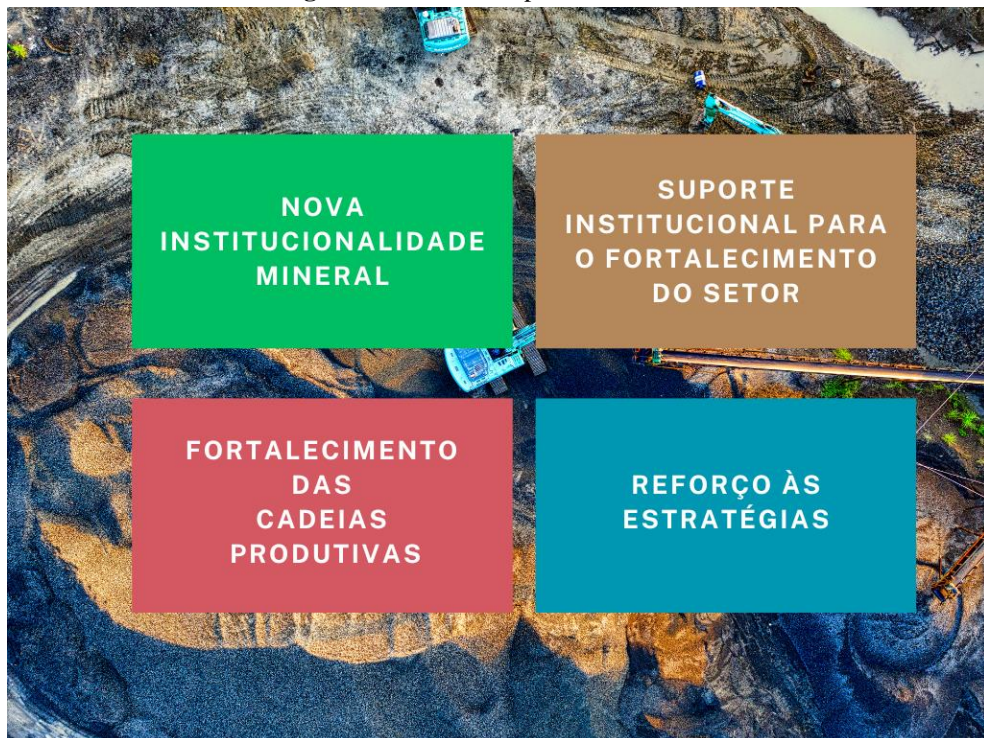 NOVA
INSTITUCIONALIDADE
MINERAL
SUPORTE
INSTITUCIONAL PARA
O FORTALECIMENTO
DO SETOR
FORTALECIMENTO
DAS
CADEIAS
PRODUTIVAS
REFORÇO ÀS
ESTRATÉGIAS